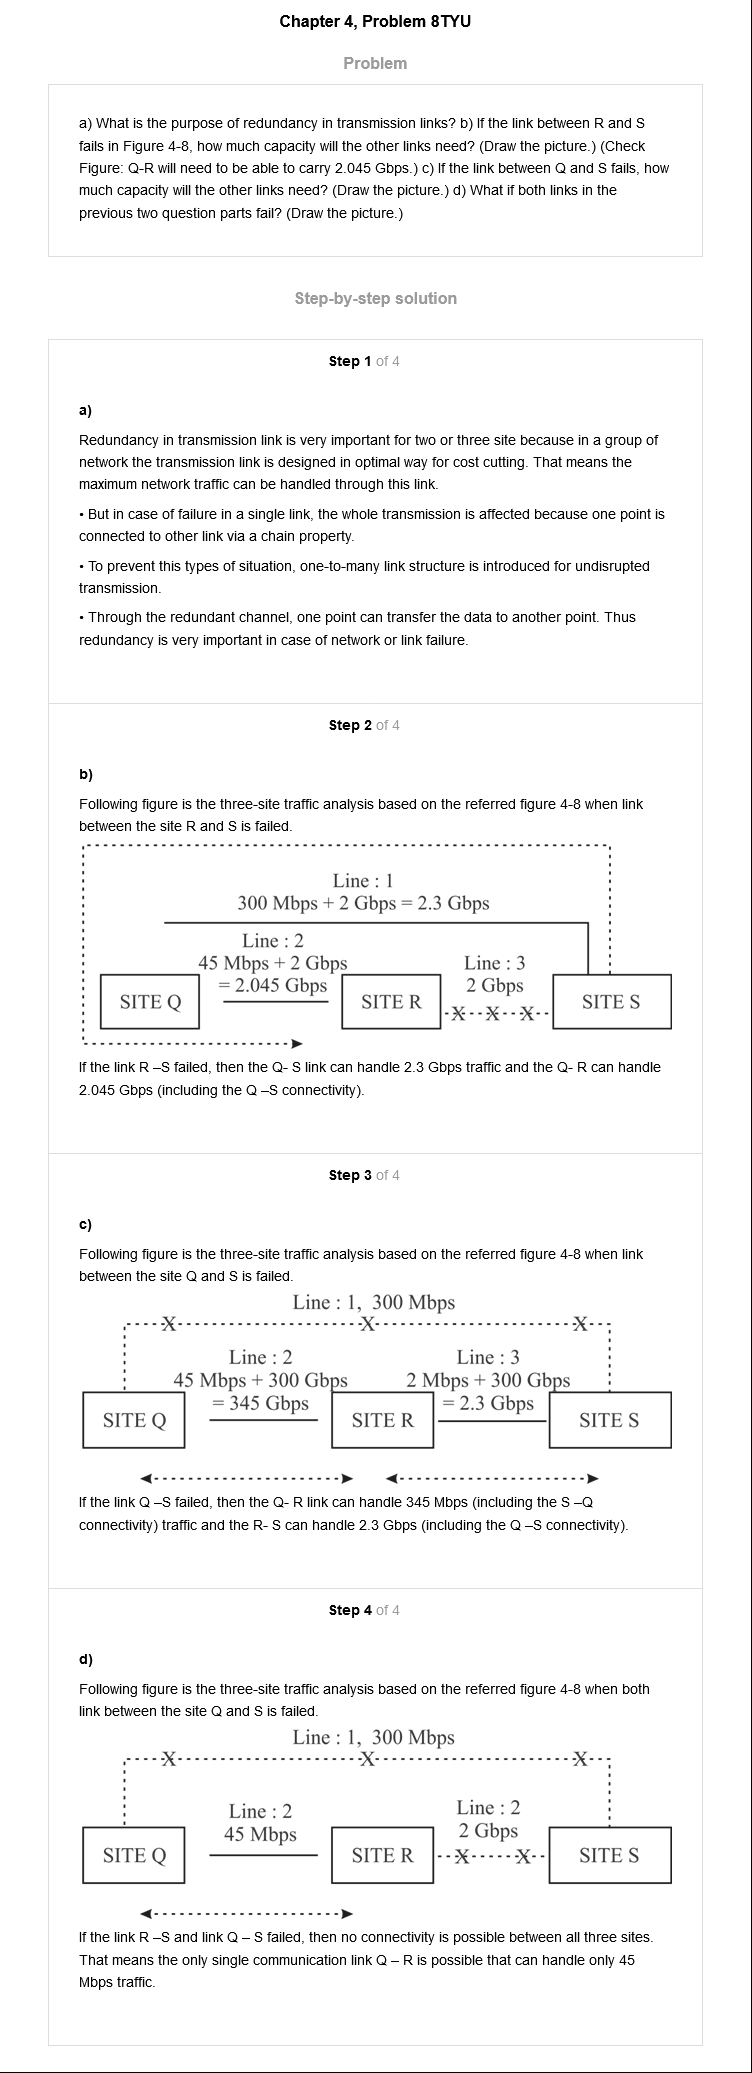 Chapter 4, Problem 8TYU
Problem
a) What is the purpose of redundancy in transmission links? b) If the link between R and S
fails in Figure 4-8, how much capacity will the other links need? (Draw the picture.) (Check
Figure: Q-R will need to be able to carry 2.045 Gbps.) c) If the link between Q and S fails, how
much capacity will the other links need? (Draw the picture.) d) What if both links in the
previous two question parts fail? (Draw the picture.)
Step-by-step solution
Step 1 of 4
a)
Redundancy in transmission link is very important for two or three site because in a group of
network the transmission link is designed in optimal way for cost cutting. That means the
maximum network traffic can be handled through this link.
• But in case of failure in a single link, the whole transmission is affected because one point is
connected to other link via a chain property.
• To prevent this types of situation, one-to-many link structure is introduced for undisrupted
transmission.
• Through the redundant channel, one point can transfer the data to another point. Thus
redundancy is very important in case of network or link failure.
Step 2 of 4
b)
Following figure is the three-site traffic analysis based on the referred figure 4-8 when link
between the site R and S is failed.
Line : 1
300 Mbps + 2 Gbps = 2.3 Gbps
Line : 2
45 Mbps + 2 Gbps
= 2.045 Gbps
Line : 3
2 Gbps
SITE Q
SITE R
X X X
SITE S
If the link R –S failed, then the Q- S link can handle 2.3 Gbps traffic and the Q- R can handle
2.045 Gbps (including the Q –S connectivity).
Step 3 of 4
c)
Following figure is the three-site traffic analysis based on the referred figure 4-8 when link
between the site Q and S is failed.
Line : 1, 300 Mbps
X X X
Line : 2
45 Mbps + 300 Gbps
= 345 Gbps
Line : 3
2 Mbps + 300 Gbps
= 2.3 Gbps
SITE Q
SITE R
SITE S
If the link Q –S failed, then the Q- R link can handle 345 Mbps (including the S –Q
connectivity) traffic and the R- S can handle 2.3 Gbps (including the Q –S connectivity).
Step 4 of 4
d)
Following figure is the three-site traffic analysis based on the referred figure 4-8 when both
link between the site Q and S is failed.
Line : 1, 300 Mbps
X X X
Line : 2
45 Mbps
Line : 2
2 Gbps
SITE Q
SITE R
X X
SITE S
If the link R –S and link Q – S failed, then no connectivity is possible between all three sites.
That means the only single communication link Q – R is possible that can handle only 45
Mbps traffic.